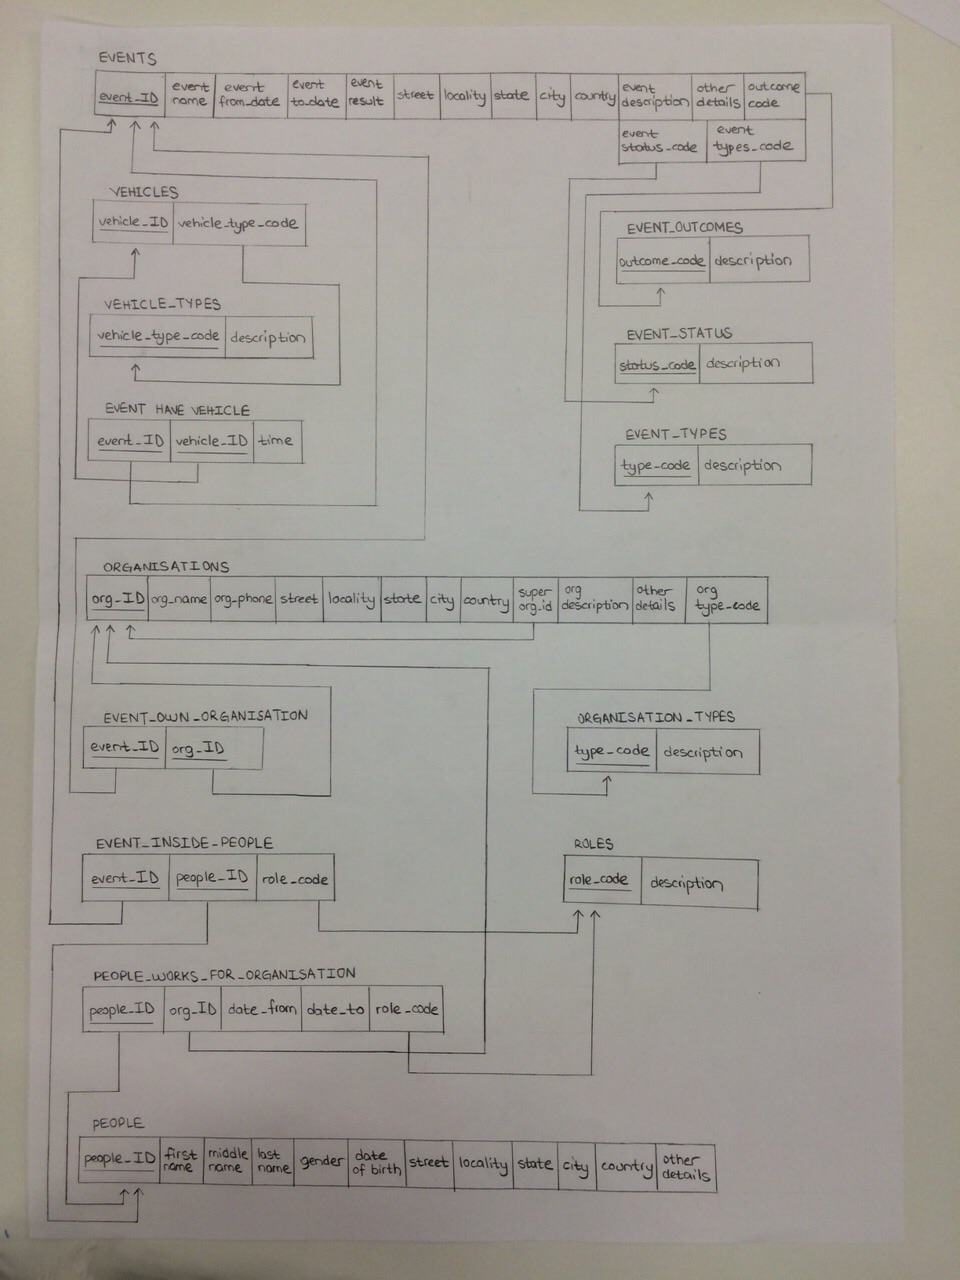 EVENTS
event_ID event name event from_date event to_date event result street locality state city country event description other details outcome code
event status_code event types_code
VEHICLES
vehicle_ID vehicle_type_code
EVENT_OUTCOMES
outcome_code description
VEHICLE_TYPES
vehicle_type_code description
EVENT_STATUS
status_code description
EVENT HAVE VEHICLE
event_ID vehicle_ID time
EVENT_TYPES
type-code description
ORGANISATIONS
org_ID org_name org_phone street locality state city country super org_id org description other details org type_code
EVENT_OWN_ORGANISATION
event_ID org_ID
ORGANISATION_TYPES
type_code description
EVENT_INSIDE_PEOPLE
event_ID people_ID role_code
ROLES
role_code description
PEOPLE_WORKS_FOR_ORGANISATION
people_ID org_ID date_from date_to role_code
PEOPLE
people_ID first name middle name last name gender date of birth street locality state city country other details